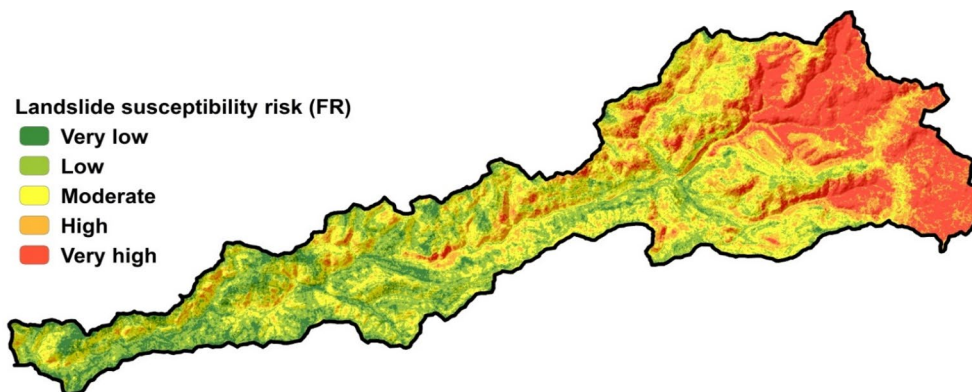 Landslide susceptibility risk (FR)
Very low
Low
Moderate
High
Very high